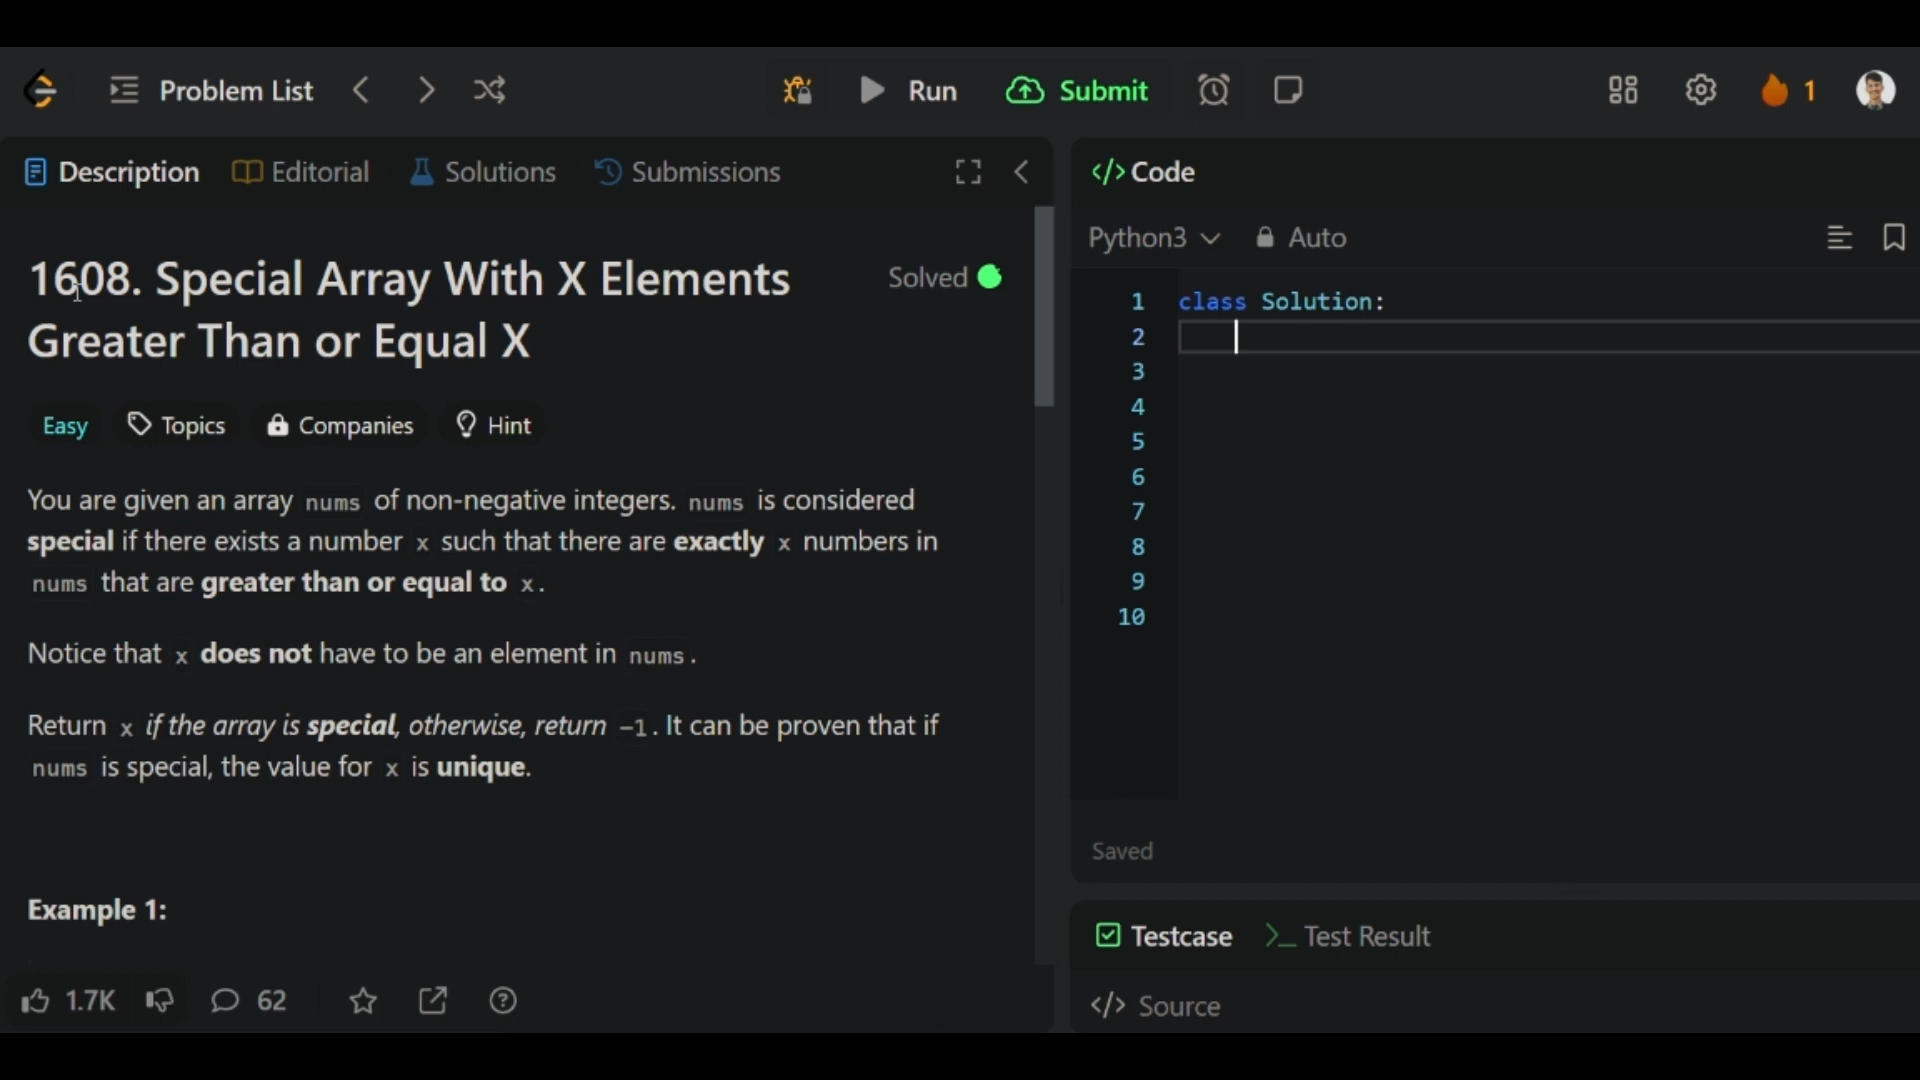 Problem List
Run
Submit
1
Description
Editorial
Solutions
Submissions
1608. Special Array With X Elements
Greater Than or Equal X
Solved
Easy
Topics
Companies
Hint
You are given an array nums of non-negative integers. nums is considered
special if there exists a number x such that there are exactly x numbers in
nums that are greater than or equal to x.
Notice that x does not have to be an element in nums.
Return x if the array is special, otherwise, return -1. It can be proven that if
nums is special, the value for x is unique.
Example 1:
1.7K
62
</> Code
Python3
Auto
1 class Solution:
2
3
4
5
6
7
8
9
10
Saved
Testcase
>_ Test Result
</> Source